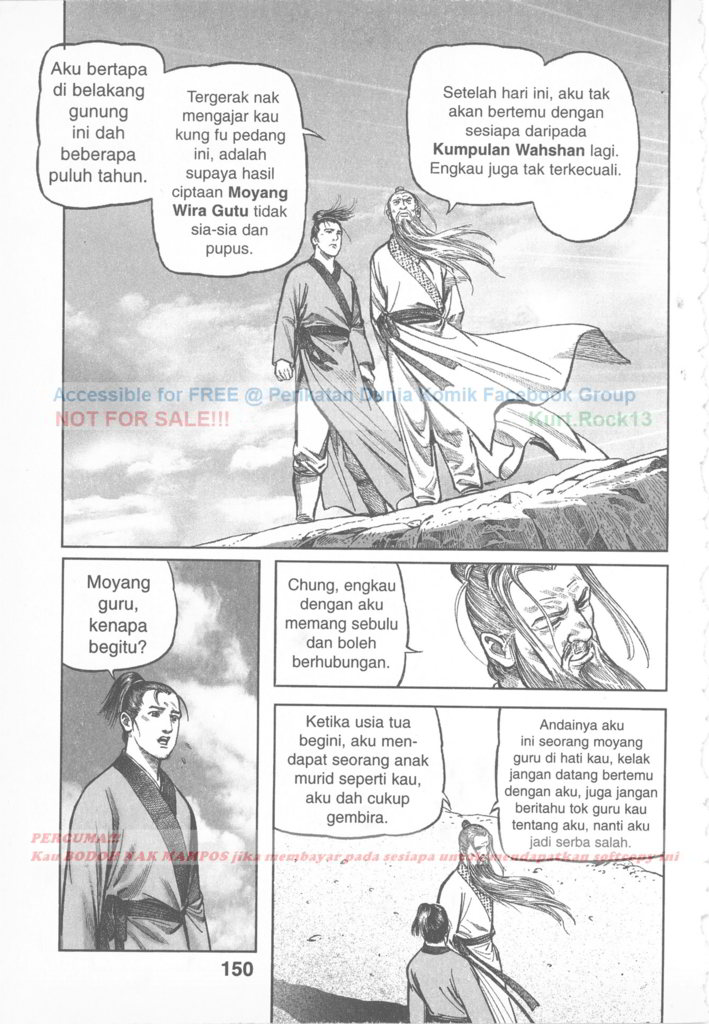 Setelah hari ini, aku tak
akan bertemu dengan
sesiapa daripada
Kumpulan Wahshan lagi.
Engkau juga tak terkecuali.
Tergerak nak
mengajar kau
kung fu pedang
ini, adalah
supaya hasil
ciptaan Moyang
Wira Gutu tidak
sia-sia dan
pupus.
Aku bertapa
di belakang
gunung
ini dah
beberapa
puluh tahun.
Accessible for FREE @ Perikatan Dunia Komik Facebook Group
NOT FOR SALE!!!
Kurt.Rock13
Chung, engkau
dengan aku
memang sebulu
dan boleh
berhubungan.
Moyang
guru,
kenapa
begitu?
Andainya aku
ini seorang moyang
guru di hati kau, kelak
jangan datang bertemu
dengan aku, juga jangan
beritahu tok guru kau
tentang aku, nanti aku
jadi serba salah.
Ketika usia tua
begini, aku men-
dapat seorang anak
murid seperti kau,
aku dah cukup
gembira.
PERCUMA!!!
Kau BODOH NAK MAMPOS jika membayar pada sesiapa untuk mendapatkan softcopy ini
150